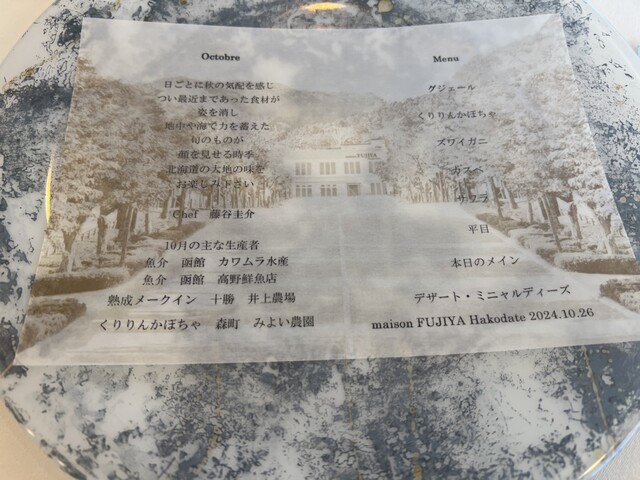 Octobre
日ごとに秋の気配を感じ
つい最近まであった食材が
姿を消し
地中や海で力を蓄えた
旬のものが
顔を見せる時季
北海道の大地の味を
お楽しみ下さい
Chef 藤谷圭介
10月の主な生産者
魚介 函館 カワムラ水産
魚介 函館 高野鮮魚店
熟成メークイン 十勝 井上農場
くりりんかぼちゃ 森町 みよい農園
Menu
グジェール
くりりんかぼちゃ
ズワイガニ
カスベ
サワラ
平目
本日のメイン
デザート・ミニャルディーズ
maison FUJIYA Hakodate 2024.10.26
FUJIYA